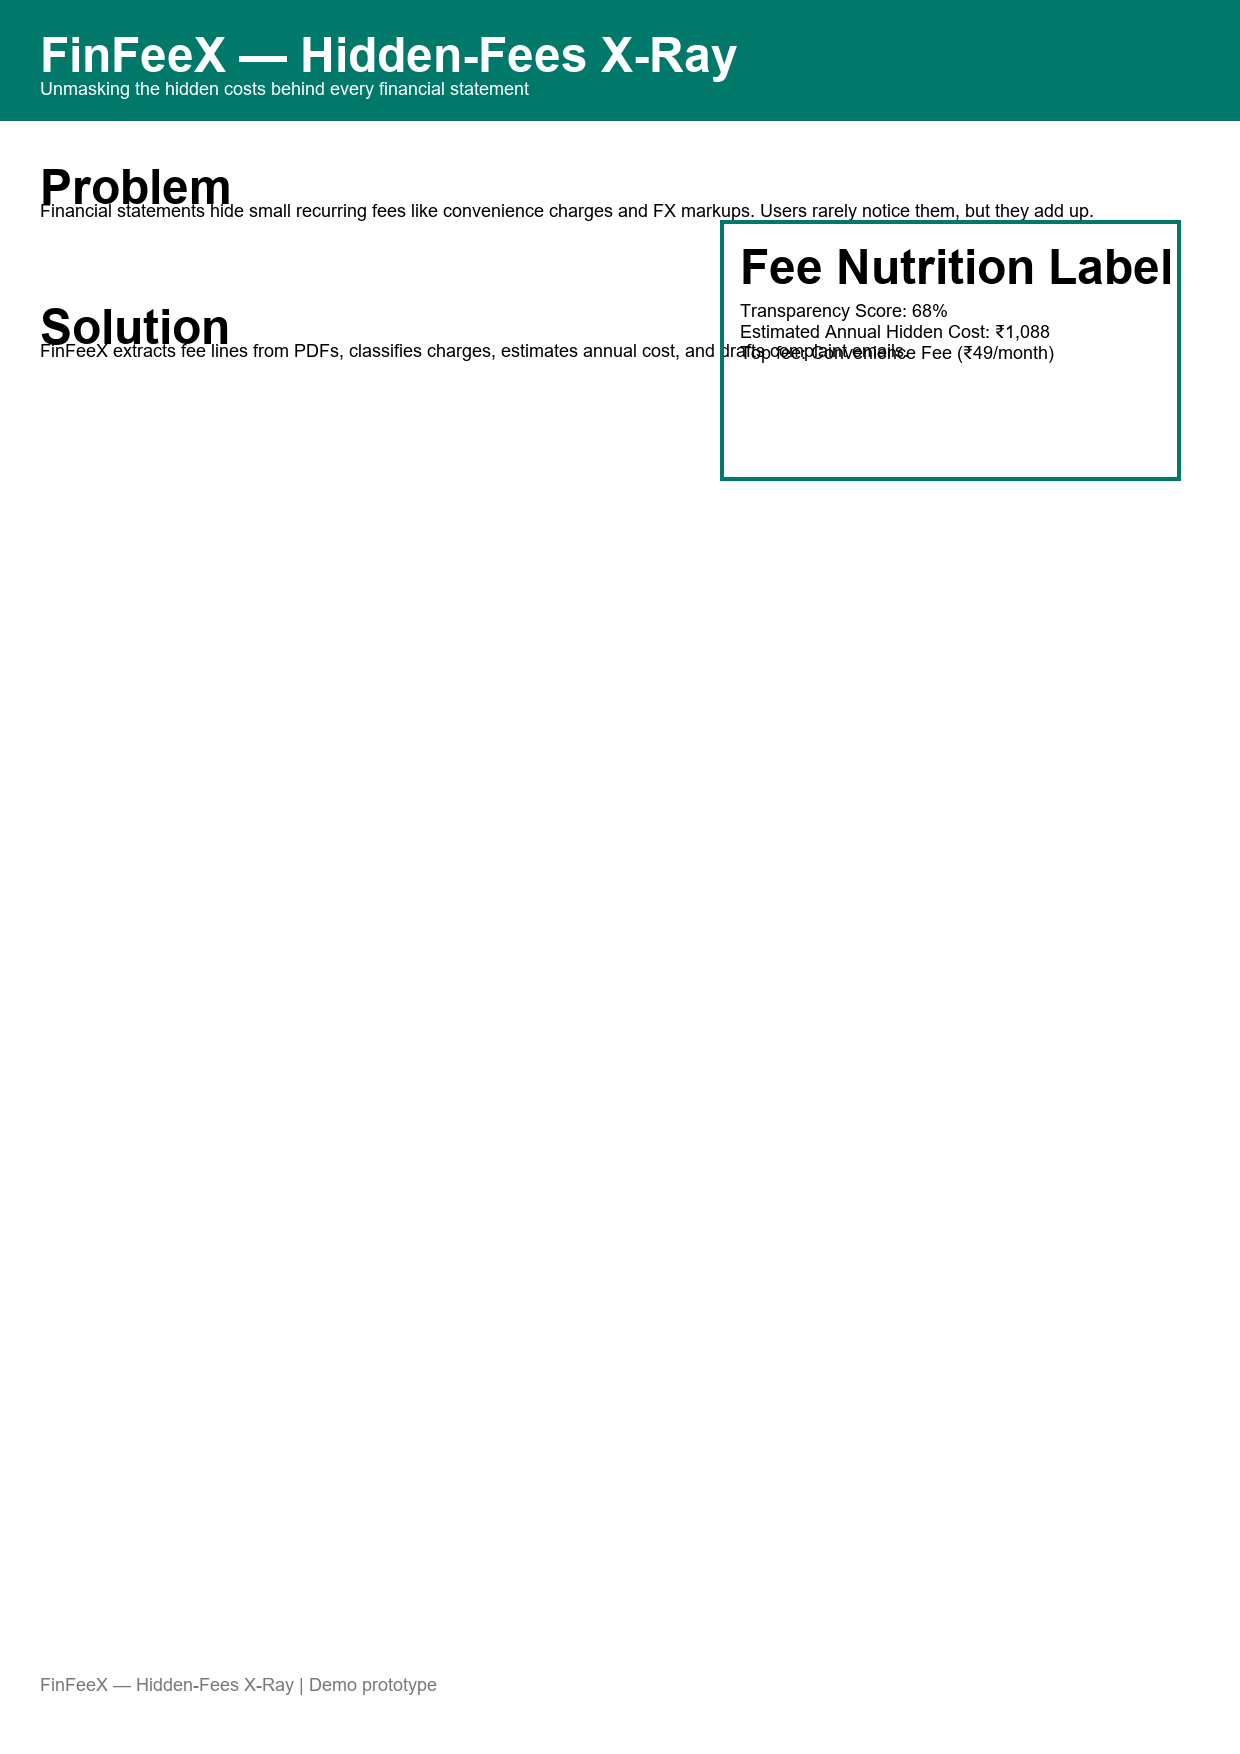 FinFeeX — Hidden-Fees X-Ray
Unmasking the hidden costs behind every financial statement
Problem
Financial statements hide small recurring fees like convenience charges and FX markups. Users rarely notice them, but they add up.
Solution
FinFeeX extracts fee lines from PDFs, classifies charges, estimates annual cost, and drafts complaint emails.
Fee Nutrition Label
Transparency Score: 68%
Estimated Annual Hidden Cost: ₹1,088
Top fee: Convenience Fee (₹49/month)
FinFeeX — Hidden-Fees X-Ray | Demo prototype